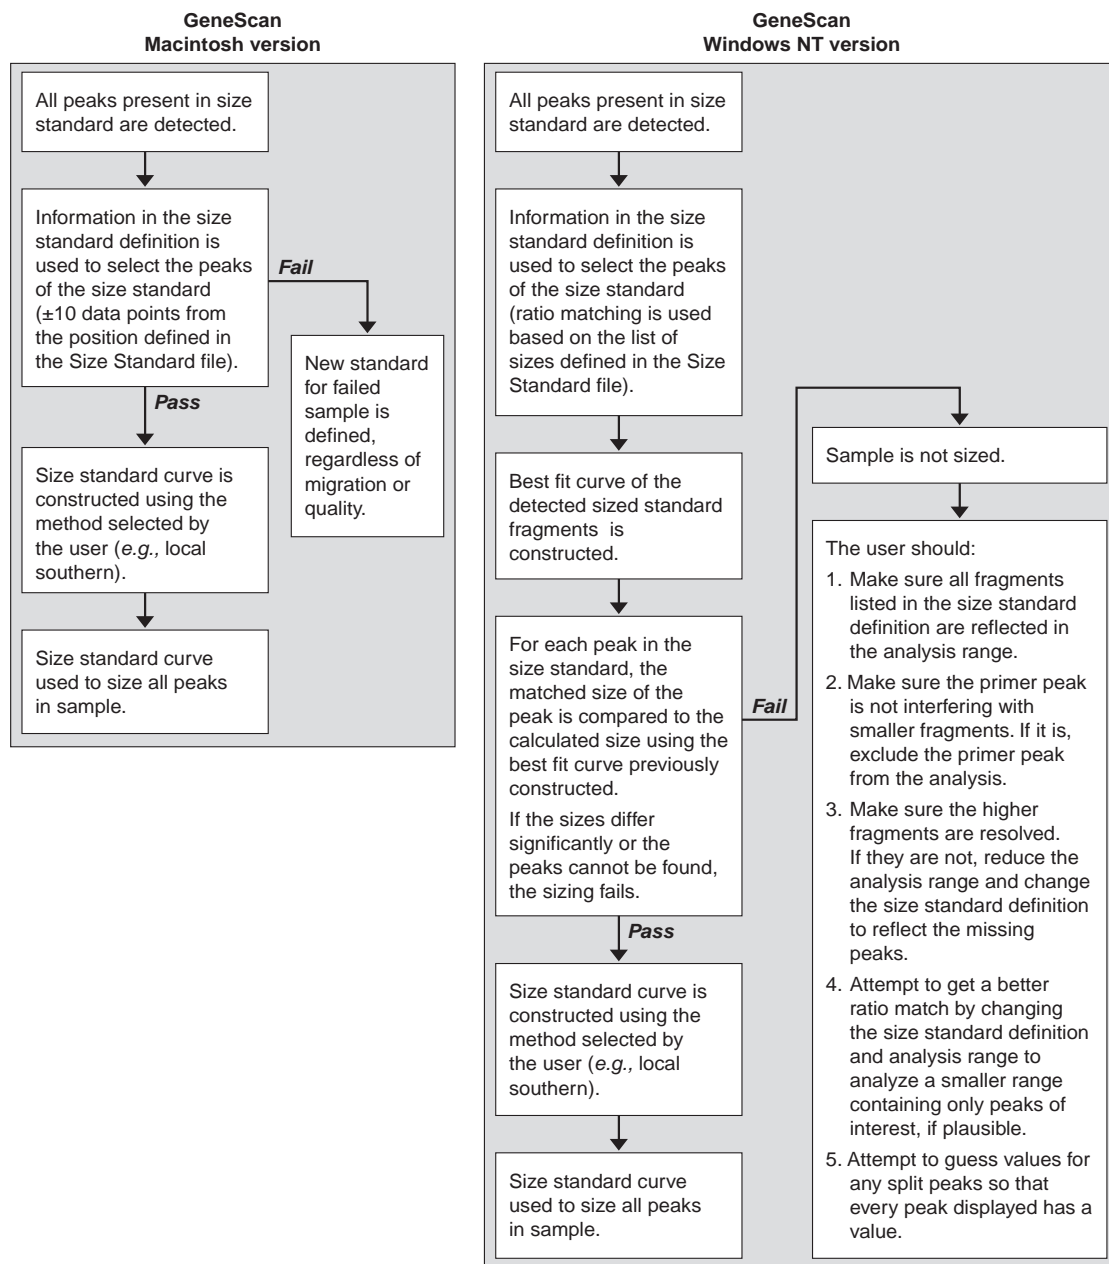 GeneScan
Macintosh version
All peaks present in size
standard are detected.
Information in the size
standard definition is
used to select the peaks
of the size standard
(±10 data points from
the position defined in
the Size Standard file).
Fail
New standard
for failed
sample is
defined,
regardless of
migration or
quality.
Pass
Size standard curve is
constructed using the
method selected by
the user (e.g., local
southern).
Size standard curve
used to size all peaks
in sample.
GeneScan
Windows NT version
All peaks present in size
standard are detected.
Information in the size
standard definition is
used to select the peaks
of the size standard
(ratio matching is used
based on the list of
sizes defined in the Size
Standard file).
Best fit curve of the
detected sized standard
fragments is
constructed.
For each peak in the
size standard, the
matched size of the
peak is compared to the
calculated size using the
best fit curve previously
constructed.
If the sizes differ
significantly or the
peaks cannot be found,
the sizing fails.
Pass
Size standard curve is
constructed using the
method selected by
the user (e.g., local
southern).
Size standard curve
used to size all peaks
in sample.
Fail
Sample is not sized.
The user should:
1. Make sure all fragments
listed in the size standard
definition are reflected in
the analysis range.
2. Make sure the primer peak
is not interfering with
smaller fragments. If it is,
exclude the primer peak
from the analysis.
3. Make sure the higher
fragments are resolved.
If they are not, reduce the
analysis range and change
the size standard definition
to reflect the missing
peaks.
4. Attempt to get a better
ratio match by changing
the size standard definition
and analysis range to
analyze a smaller range
containing only peaks of
interest, if plausible.
5. Attempt to guess values for
any split peaks so that
every peak displayed has a
value.